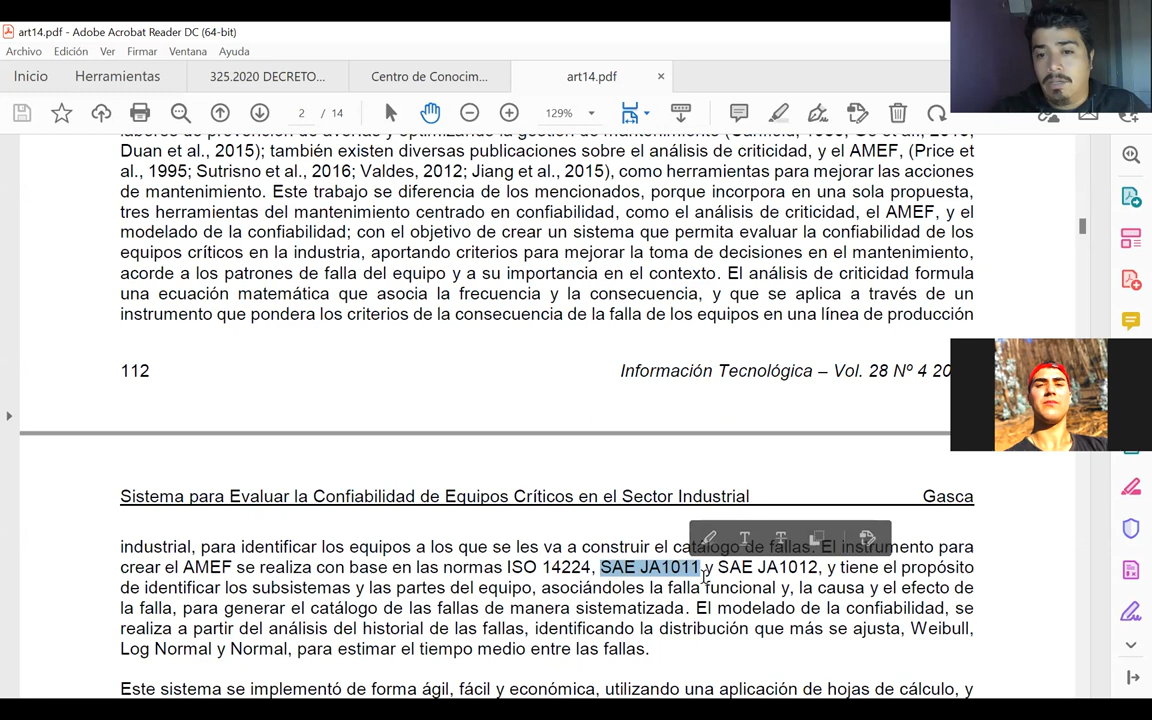 art14.pdf - Adobe Acrobat Reader DC (64-bit)
Archivo Edición Ver Firmar Ventana Ayuda
Inicio Herramientas 325.2020 DECRETO... Centro de Conocim... art14.pdf ×
2 / 14 129%
labores de prevención de averías y optimizando la gestión de mantenimiento
Duan et al., 2015); también existen diversas publicaciones sobre el análisis de criticidad, y el AMEF, (Price et
al., 1995; Sutrisno et al., 2016; Valdes, 2012; Jiang et al., 2015), como herramientas para mejorar las acciones
de mantenimiento. Este trabajo se diferencia de los mencionados, porque incorpora en una sola propuesta,
tres herramientas del mantenimiento centrado en confiabilidad, como el análisis de criticidad, el AMEF, y el
modelado de la confiabilidad; con el objetivo de crear un sistema que permita evaluar la confiabilidad de los
equipos críticos en la industria, aportando criterios para mejorar la toma de decisiones en el mantenimiento,
acorde a los patrones de falla del equipo y a su importancia en el contexto. El análisis de criticidad formula
una ecuación matemática que asocia la frecuencia y la consecuencia, y que se aplica a través de un
instrumento que pondera los criterios de la consecuencia de la falla de los equipos en una línea de producción
112 Información Tecnológica – Vol. 28 Nº 4 20
Sistema para Evaluar la Confiabilidad de Equipos Críticos en el Sector Industrial Gasca
industrial, para identificar los equipos a los que se les va a construir el catálogo de fallas. El instrumento para
crear el AMEF se realiza con base en las normas ISO 14224, SAE JA1011 y SAE JA1012, y tiene el propósito
de identificar los subsistemas y las partes del equipo, asociándoles la falla funcional y, la causa y el efecto de
la falla, para generar el catálogo de las fallas de manera sistematizada. El modelado de la confiabilidad, se
realiza a partir del análisis del historial de las fallas, identificando la distribución que más se ajusta, Weibull,
Log Normal y Normal, para estimar el tiempo medio entre las fallas.
Este sistema se implementó de forma ágil, fácil y económica, utilizando una aplicación de hojas de cálculo, y